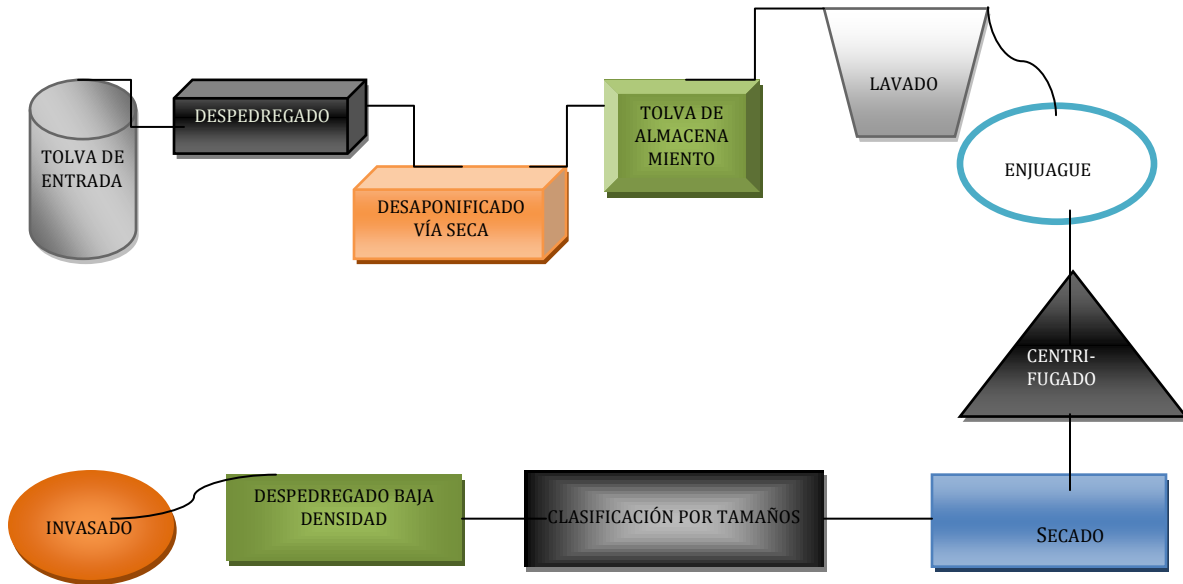 TOLVA DE
ENTRADA
DESPEDREGADO
DESAPONIFICADO
VÍA SECA
TOLVA DE
ALMACENA
MIENTO
LAVADO
ENJUAGUE
CENTRI-
FUGADO
SECADO
CLASIFICACIÓN POR TAMAÑOS
DESPEDREGADO BAJA
DENSIDAD
INVASADO